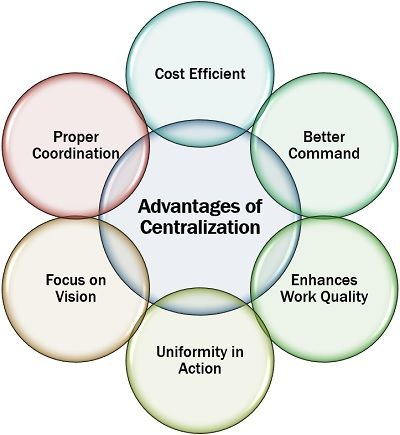 Cost Efficient
Proper
Coordination
Better
Command
Advantages of
Centralization
Focus on
Vision
Enhances
Work Quality
Uniformity in
Action